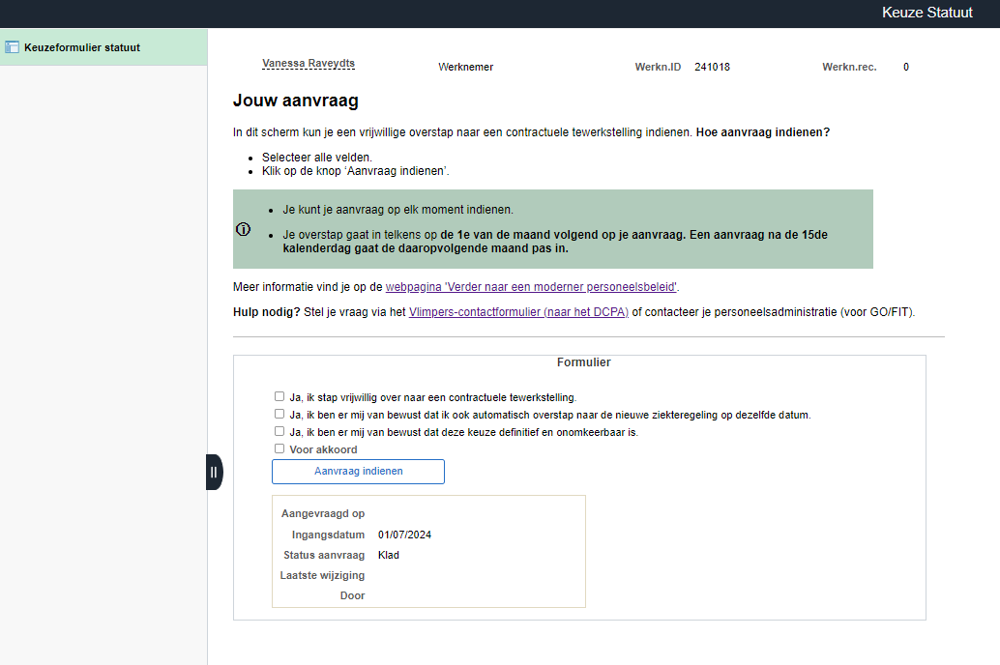 Keuze Statuut
Keuzeformulier statuut
Vanessa Raveydts Werknemer Werkn.ID 241018 Werkn.rec. 0
Jouw aanvraag
In dit scherm kun je een vrijwillige overstap naar een contractuele tewerkstelling indienen. Hoe aanvraag indienen?
• Selecteer alle velden.
• Klik op de knop ‘Aanvraag indienen’.
• Je kunt je aanvraag op elk moment indienen.
• Je overstap gaat in telkens op de 1e van de maand volgend op je aanvraag. Een aanvraag na de 15de
kalenderdag gaat de daaropvolgende maand pas in.
Meer informatie vind je op de webpagina 'Verder naar een moderner personeelsbeleid'.
Hulp nodig? Stel je vraag via het Vlimpers-contactformulier (naar het DCPA) of contacteer je personeelsadministratie (voor GO/FIT).
Formulier
Ja, ik stap vrijwillig over naar een contractuele tewerkstelling.
Ja, ik ben er mij van bewust dat ik ook automatisch overstap naar de nieuwe ziekteregeling op dezelfde datum.
Ja, ik ben er mij van bewust dat deze keuze definitief en onomkeerbaar is.
Voor akkoord
Aanvraag indienen
Aangevraagd op
Ingangsdatum 01/07/2024
Status aanvraag Klad
Laatste wijziging
Door